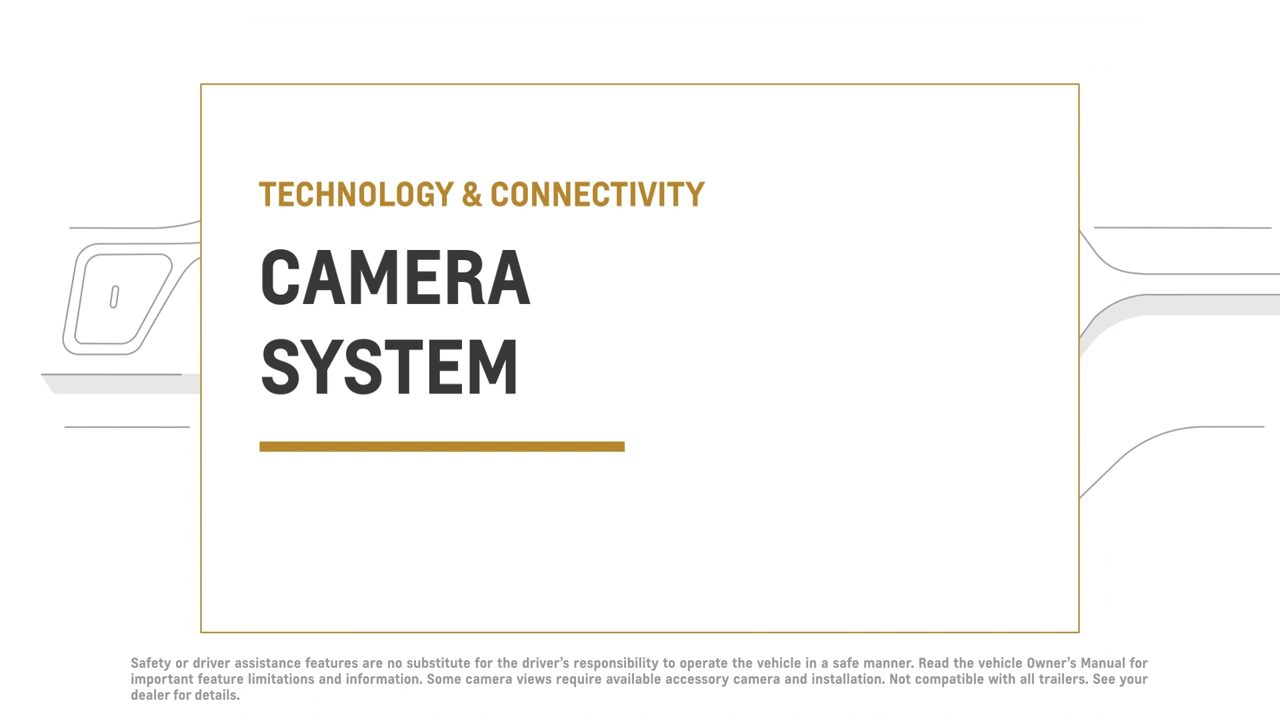 TECHNOLOGY & CONNECTIVITY
CAMERA
SYSTEM
Safety or driver assistance features are no substitute for the driver’s responsibility to operate the vehicle in a safe manner. Read the vehicle Owner’s Manual for
important feature limitations and information. Some camera views require available accessory camera and installation. Not compatible with all trailers. See your
dealer for details.